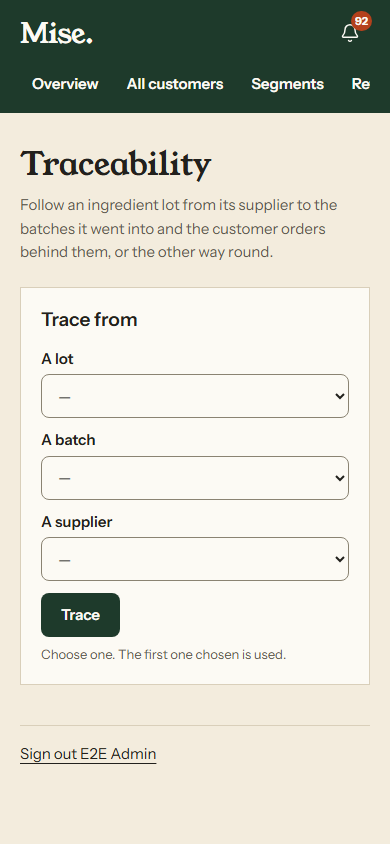 Mise.
92
Overview All customers Segments Re
Traceability
Follow an ingredient lot from its supplier to the
batches it went into and the customer orders
behind them, or the other way round.
Trace from
A lot
—
A batch
—
A supplier
—
Trace
Choose one. The first one chosen is used.
Sign out E2E Admin